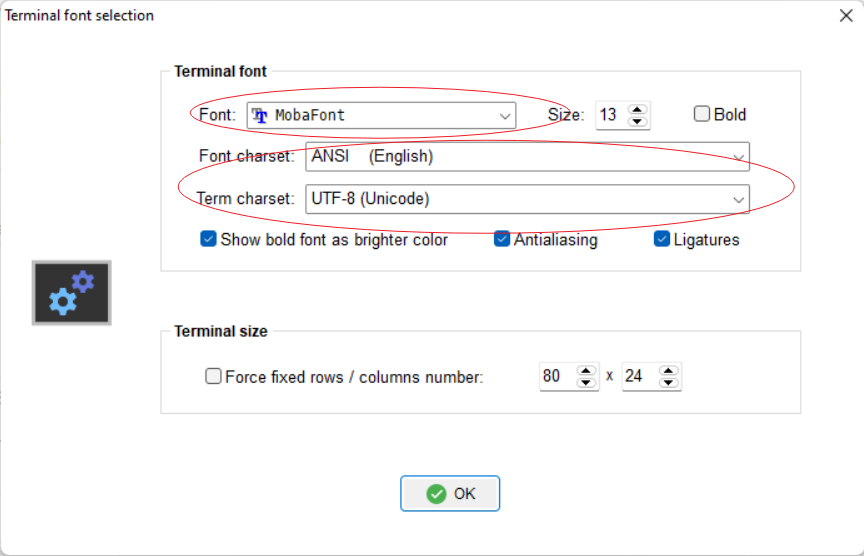 Terminal font selection
Terminal font
Font: MobaFont Size: 13 Bold
Font charset: ANSI (English)
Term charset: UTF-8 (Unicode)
Show bold font as brighter color Antialiasing Ligatures
Terminal size
Force fixed rows / columns number: 80 x 24
OK